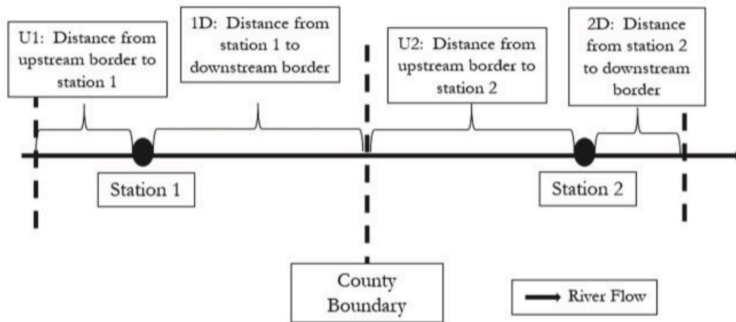 U1: Distance from
upstream border to
station 1
1D: Distance from
station 1 to
downstream border
U2: Distance from
upstream border to
station 2
2D: Distance
from station 2
to downstream
border
Station 1
Station 2
County
Boundary
River Flow